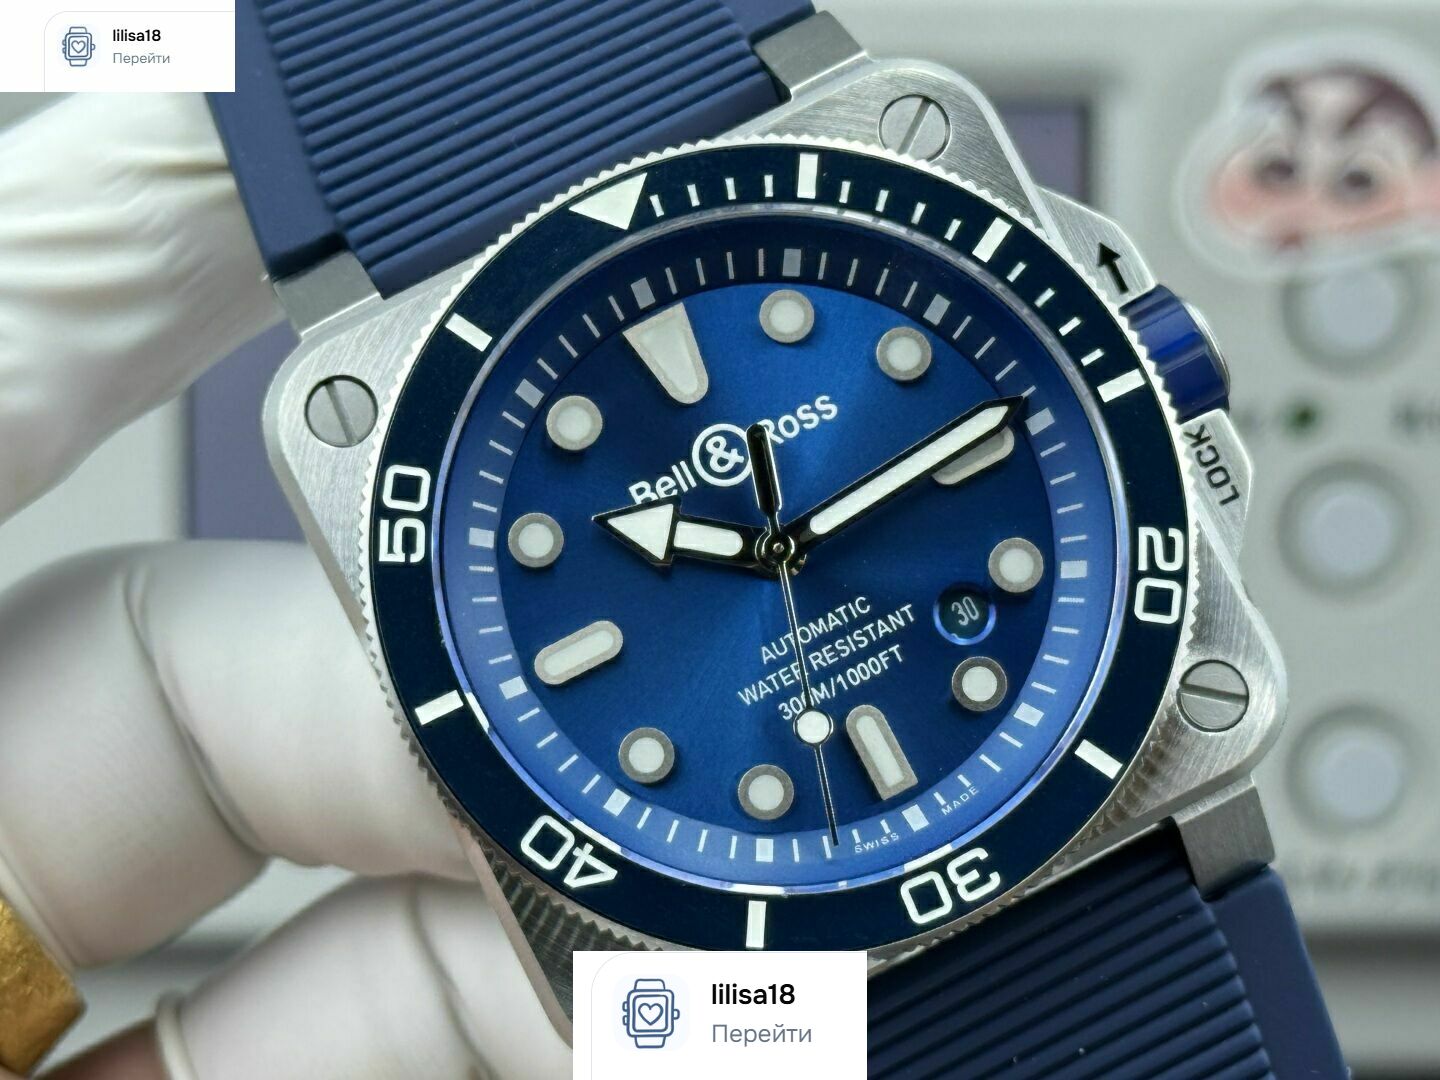 lilisa18
Перейти
Bell & Ross
AUTOMATIC
WATER RESISTANT
300M/1000FT
30
SWISS MADE
20
30
40
50
LOCK
lilisa18
Перейти